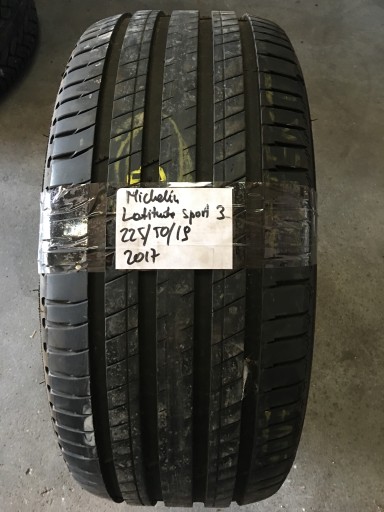 Michelin
Latitude sport 3
225/50/19
2017